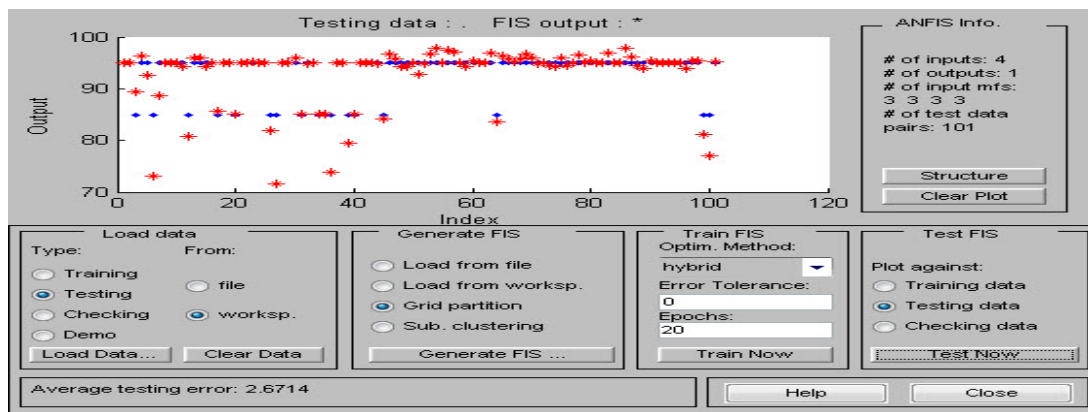 Testing data : .   FIS output : *
100
90
80
70
Output
0
20
40
60
80
100
120
Index
ANFIS Info.
# of inputs: 4
# of outputs: 1
# of input mfs:
3 3 3 3
# of test data
pairs: 101
Structure
Clear Plot
Load data
Type:
From:
Training
Testing
Checking
Demo
file
worksp.
Load Data...
Clear Data
Generate FIS
Load from file
Load from worksp.
Grid partition
Sub. clustering
Generate FIS ...
Train FIS
Optim. Method:
hybrid
Error Tolerance:
0
Epochs:
20
Train Now
Test FIS
Plot against:
Training data
Testing data
Checking data
Test Now
Average testing error: 2.6714
Help
Close